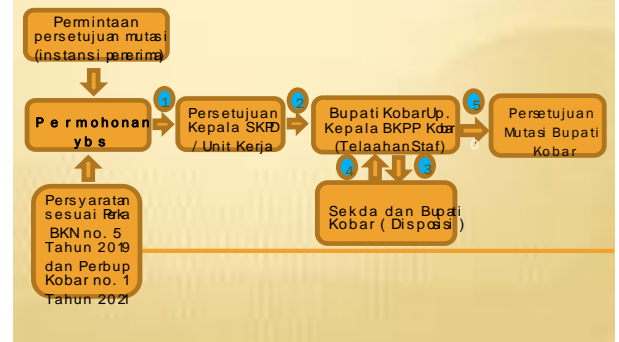 Permintaan
persetujuan mutasi
(instansi penerima)
1
2
5
Permohonan
ybs
Persetujuan
Kepala SKPD
/ Unit Kerja
Bupati Kobar Up.
Kepala BKPP Kobar
(Telaahan Staf)
Persetujuan
Mutasi Bupati
Kobar
4
3
Persyaratan
sesuai Perka
BKN no. 5
Tahun 2019
dan Perbup
Kobar no. 1
Tahun 2021
Sekda dan Bupati
Kobar ( Disposisi )